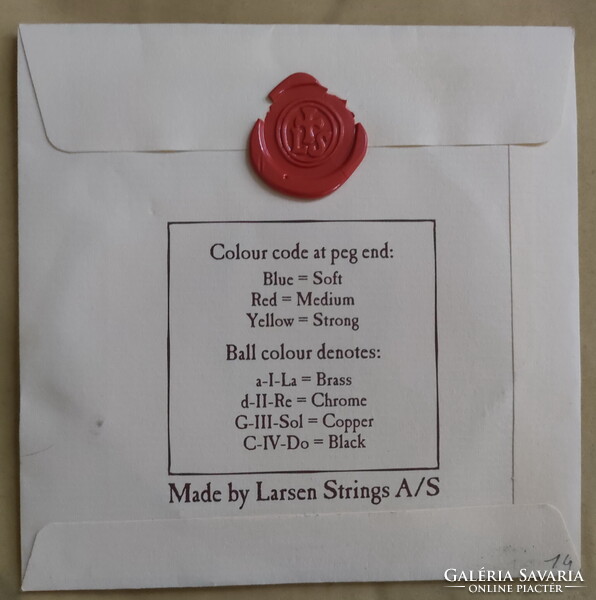 Colour code at peg end:
Blue = Soft
Red = Medium
Yellow = Strong
Ball colour denotes:
a-I-La = Brass
d-II-Re = Chrome
G-III-Sol = Copper
C-IV-Do = Black
Made by Larsen Strings A/S
14
GALÉRIA SAVARIA
ONLINE PIACTÉR